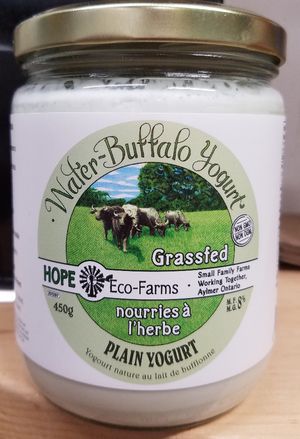 Water-Buffalo Yogurt
Grassfed
NON GMO
HOPE Eco-Farms
Small Family Farms
Working Together,
Aylmer Ontario
450g
nourries à
l'herbe
M.F. 8%
M.G.
PLAIN YOGURT
Yogourt nature au lait de bufflonne